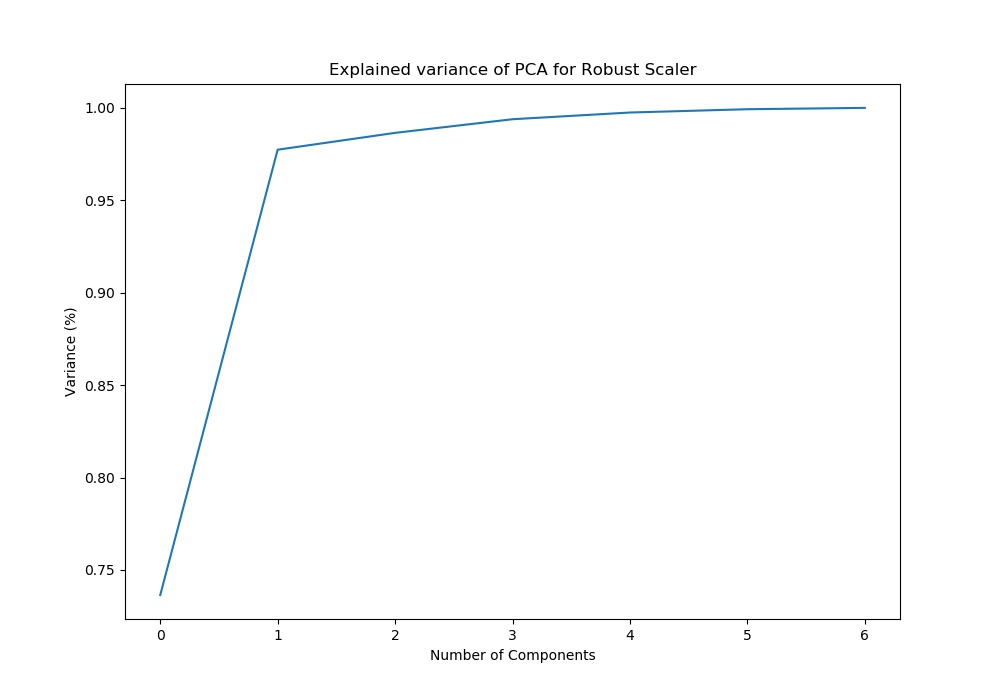 Explained variance of PCA for Robust Scaler
1.00
0.95
0.90
0.85
0.80
0.75
Variance (%)
0 1 2 3 4 5 6
Number of Components